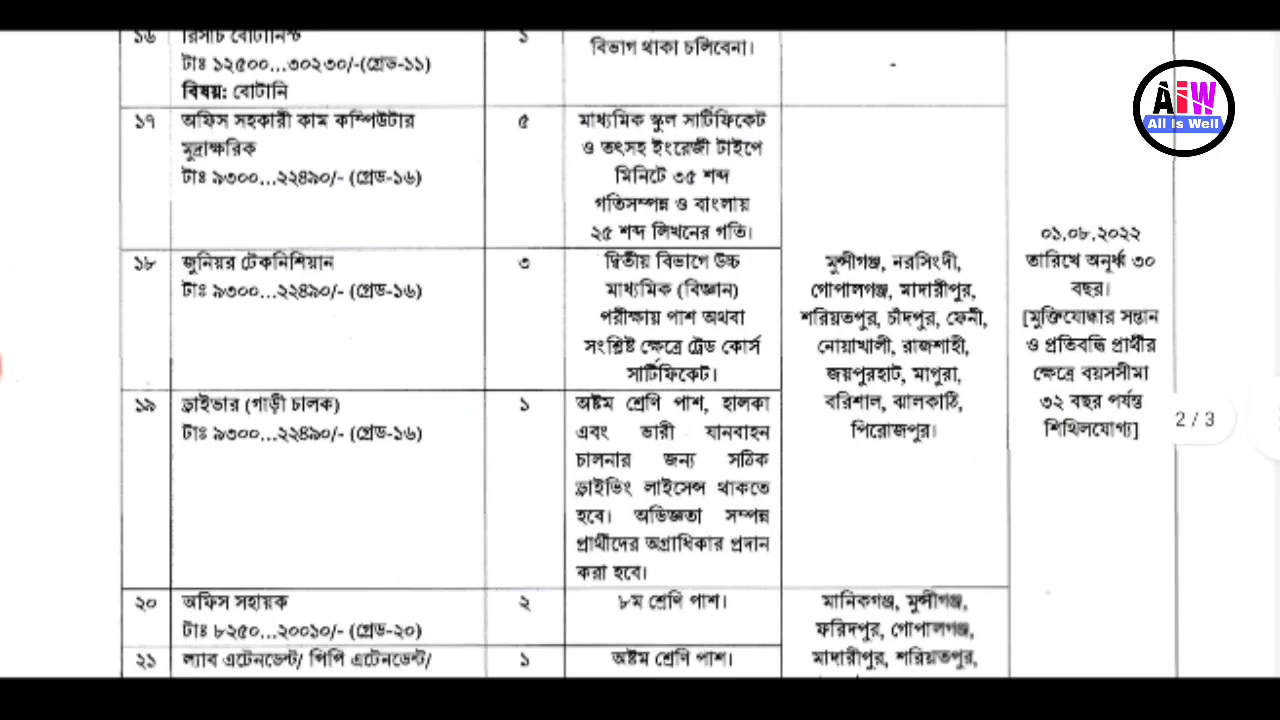 ১৬
রিসার্চ বোটানিস্ট
টাঃ ১২৫০০...৩০২৩০/-(গ্রেড-১১)
বিষয়: বোটানি
১
বিভাগ থাকা চলিবেনা।
-
১৭
অফিস সহকারী কাম কম্পিউটার
মুদ্রাক্ষরিক
টাঃ ৯৩০০...২২৪৯০/- (গ্রেড-১৬)
৫
মাধ্যমিক স্কুল সার্টিফিকেট
ও তৎসহ ইংরেজী টাইপে
মিনিটে ৩৫ শব্দ
গতিসম্পন্ন ও বাংলায়
২৫ শব্দ লিখনের গতি।
১৮
জুনিয়র টেকনিশিয়ান
টাঃ ৯৩০০...২২৪৯০/- (গ্রেড-১৬)
৩
দ্বিতীয় বিভাগে উচ্চ
মাধ্যমিক (বিজ্ঞান)
পরীক্ষায় পাশ অথবা
সংশ্লিষ্ট ক্ষেত্রে ট্রেড কোর্স
সার্টিফিকেট।
১৯
ড্রাইভার (গাড়ী চালক)
টাঃ ৯৩০০...২২৪৯০/- (গ্রেড-১৬)
১
অষ্টম শ্রেণি পাশ, হালকা
এবং ভারী যানবাহন
চালনার জন্য সঠিক
ড্রাইভিং লাইসেন্স থাকতে
হবে। অভিজ্ঞতা সম্পন্ন
প্রার্থীদের অগ্রাধিকার প্রদান
করা হবে।
মুন্সীগঞ্জ, নরসিংদী,
গোপালগঞ্জ, মাদারীপুর,
শরিয়তপুর, চাঁদপুর, ফেনী,
নোয়াখালী, রাজশাহী,
জয়পুরহাট, মাগুরা,
বরিশাল, ঝালকাঠি,
পিরোজপুর।
২০
অফিস সহায়ক
টাঃ ৮২৫০...২০০১০/- (গ্রেড-২০)
২
৮ম শ্রেণি পাশ।
২১
ল্যাব এটেনডেন্ট/ পিপি এটেনডেন্ট/
১
অষ্টম শ্রেণি পাশ।
মানিকগঞ্জ, মুন্সীগঞ্জ,
ফরিদপুর, গোপালগঞ্জ,
মাদারীপুর, শরিয়তপুর,
০১.০৮.২০২২
তারিখে অনূর্ধ্ব ৩০
বছর।
[মুক্তিযোদ্ধার সন্তান
ও প্রতিবন্ধি প্রার্থীর
ক্ষেত্রে বয়সসীমা
৩২ বছর পর্যন্ত
শিথিলযোগ্য]
AiW
All Is Well
2 / 3